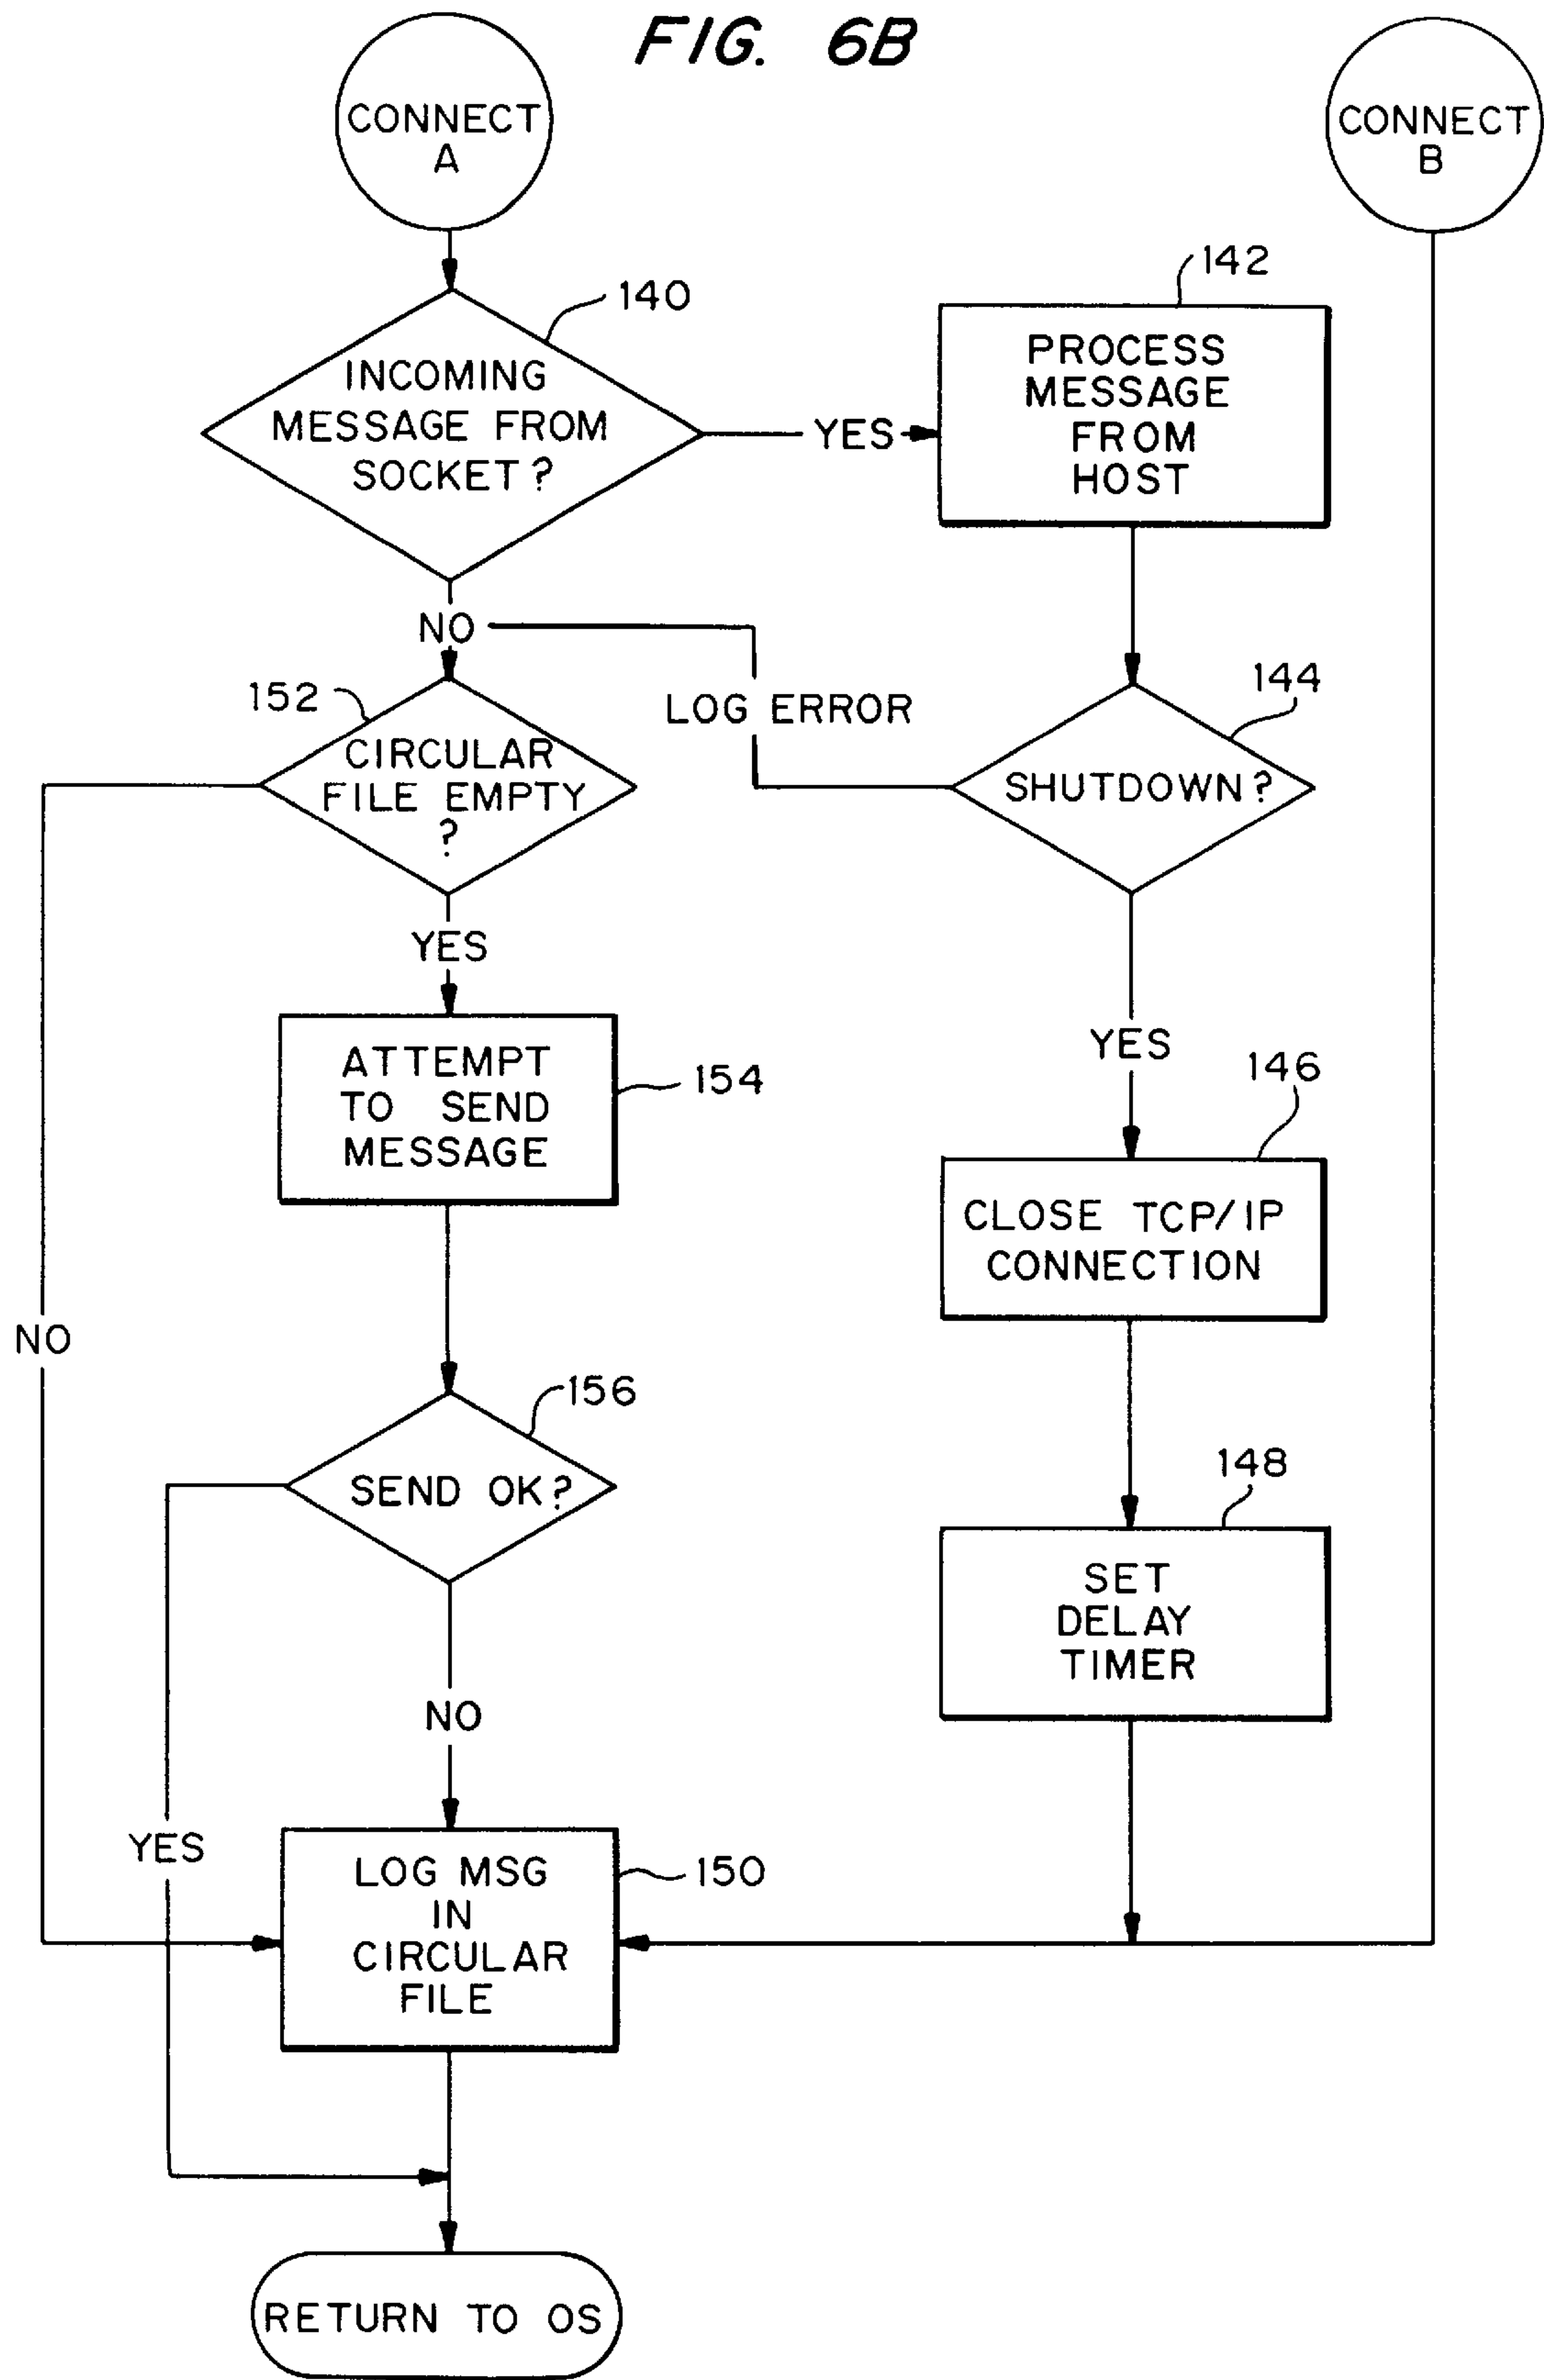 FIG. 6B
CONNECT
A
CONNECT
B
140
INCOMING
MESSAGE FROM
SOCKET?
YES
142
PROCESS
MESSAGE
FROM
HOST
NO
LOG ERROR
144
SHUTDOWN?
152
CIRCULAR
FILE EMPTY
?
YES
YES
154
ATTEMPT
TO SEND
MESSAGE
146
CLOSE TCP/IP
CONNECTION
NO
156
SEND OK?
148
SET
DELAY
TIMER
NO
YES
150
LOG MSG
IN
CIRCULAR
FILE
RETURN TO OS